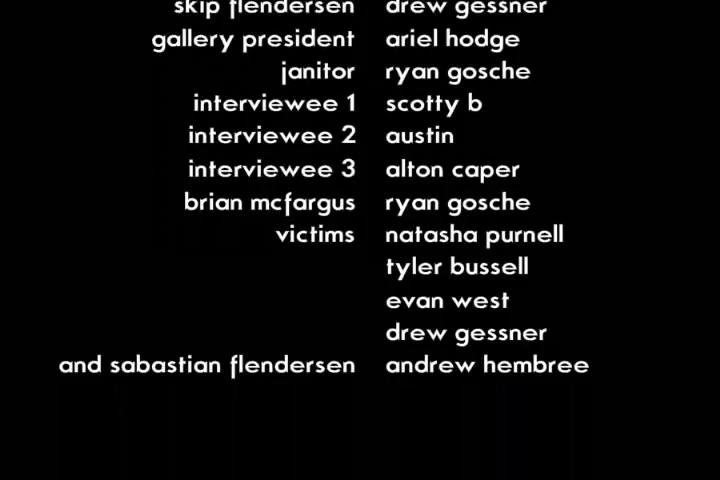 skip flendersen drew gessner
gallery president ariel hodge
janitor ryan gosche
interviewee 1 scotty b
interviewee 2 austin
interviewee 3 alton caper
brian mcfargus ryan gosche
victims natasha purnell
tyler bussell
evan west
drew gessner
and sabastian flendersen andrew hembree